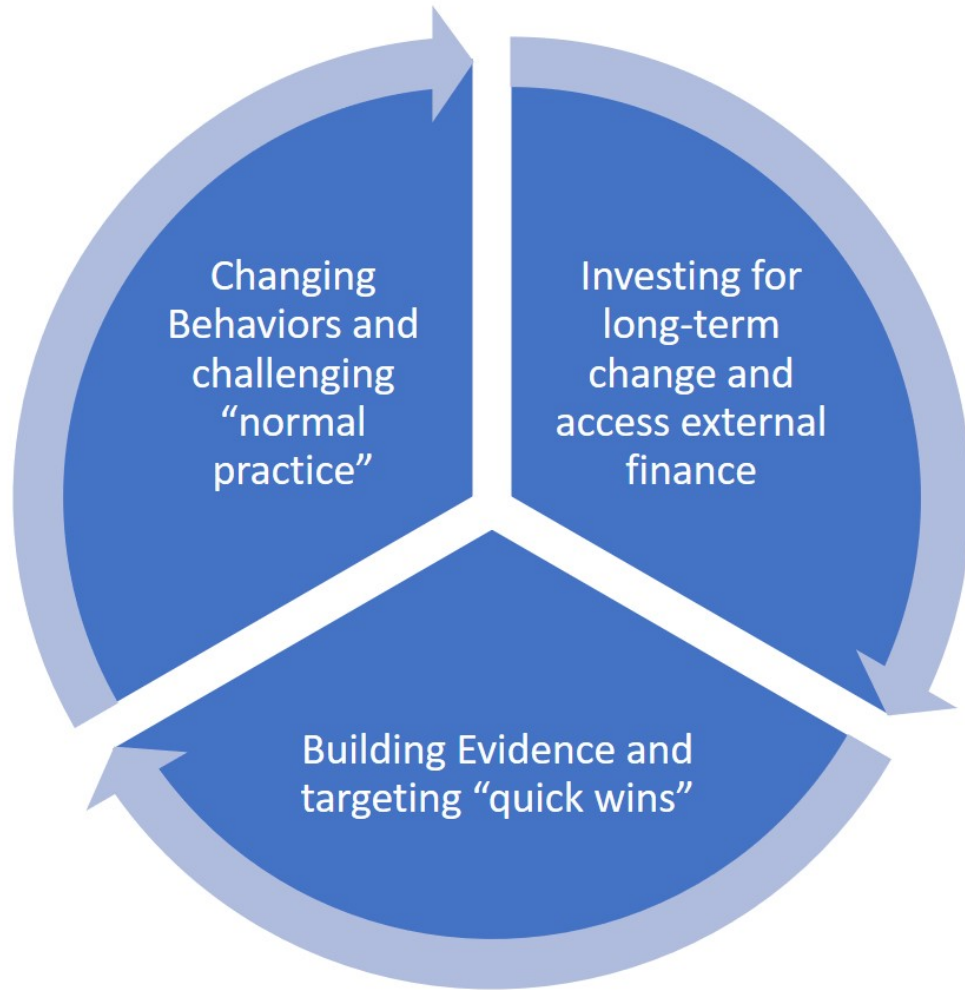 Changing
Behaviors and
challenging
“normal
practice”
Investing for
long-term
change and
access external
finance
Building Evidence and
targeting “quick wins”